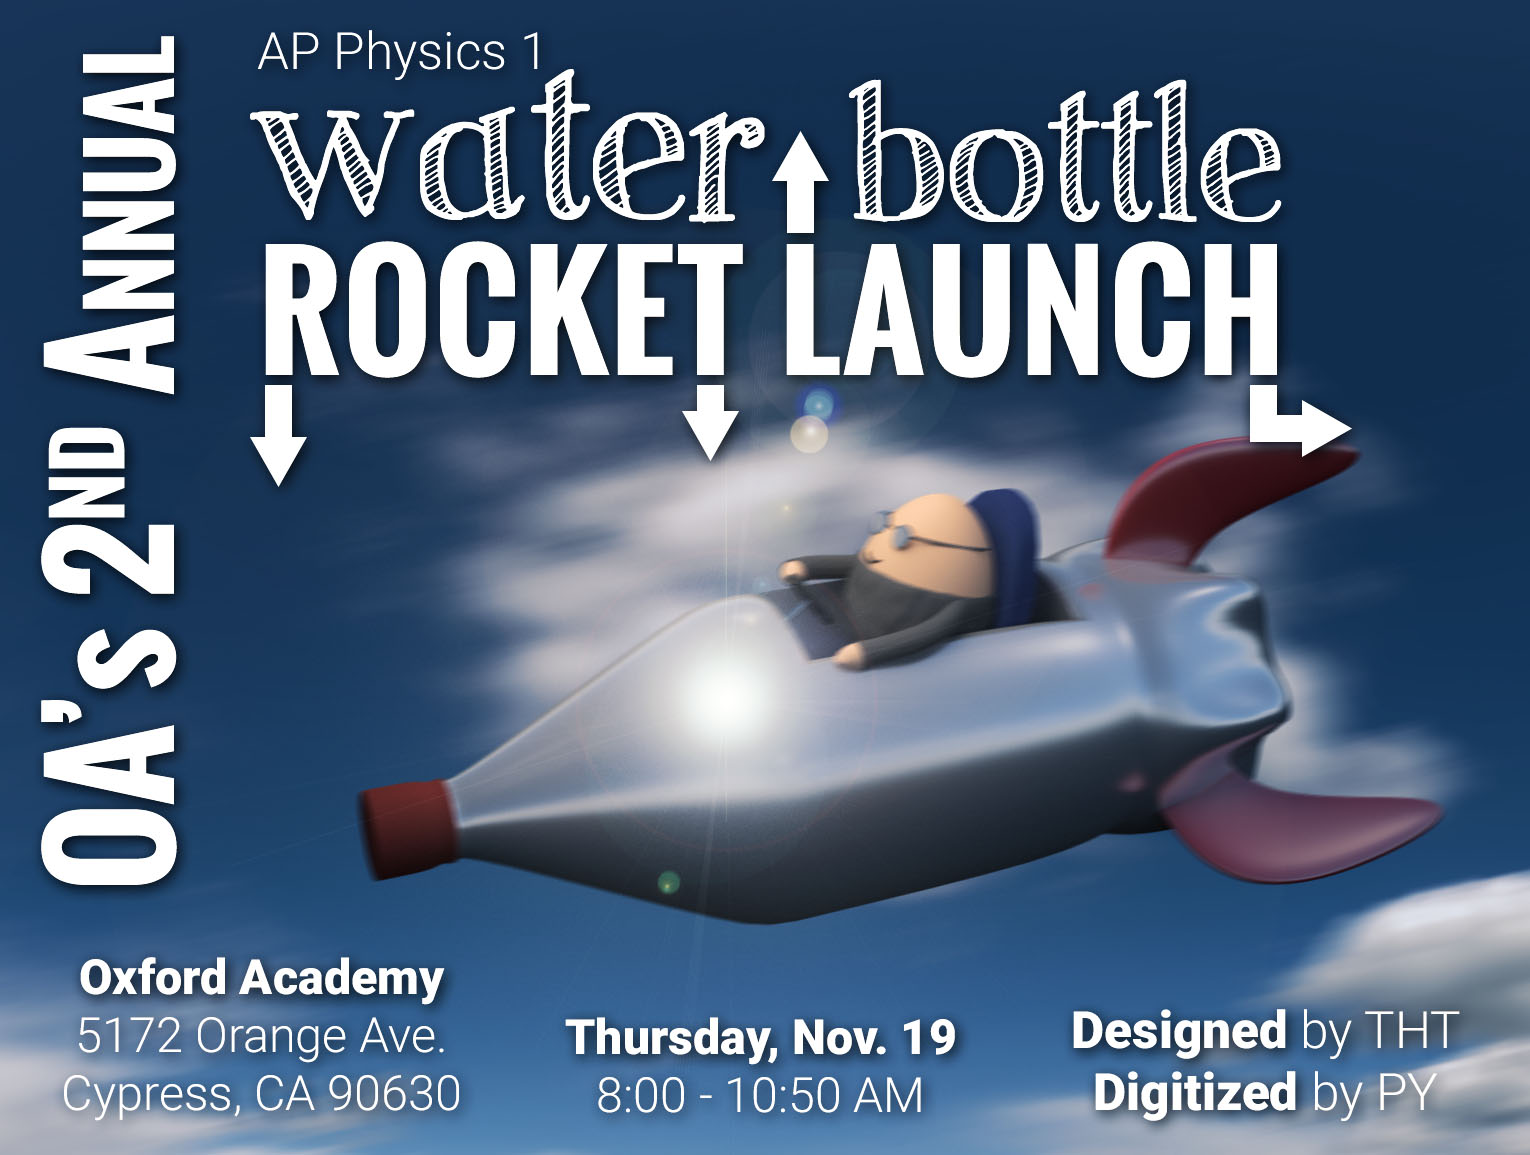 OA's 2ND ANNUAL
AP Physics 1
water bottle
ROCKET LAUNCH
Oxford Academy
5172 Orange Ave.
Cypress, CA 90630
Thursday, Nov. 19
8:00 - 10:50 AM
Designed by THT
Digitized by PY